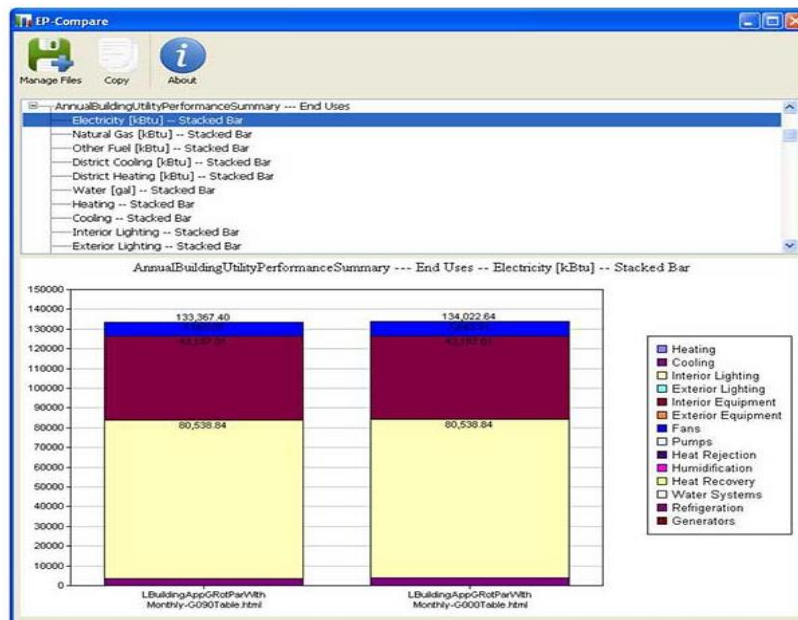 EP-Compare
Manage Files Copy About
AnnualBuildingUtilityPerformanceSummary --- End Uses
Electricity [kBtu] -- Stacked Bar
Natural Gas [kBtu] -- Stacked Bar
Other Fuel [kBtu] -- Stacked Bar
District Cooling [kBtu] -- Stacked Bar
District Heating [kBtu] -- Stacked Bar
Water [gal] -- Stacked Bar
Heating -- Stacked Bar
Cooling -- Stacked Bar
Interior Lighting -- Stacked Bar
Exterior Lighting -- Stacked Bar
AnnualBuildingUtilityPerformanceSummary --- End Uses -- Electricity [kBtu] -- Stacked Bar
150000
140000
130000
120000
110000
100000
90000
80000
70000
60000
50000
40000
30000
20000
10000
0
133,367.40
80,538.84
134,022.64
80,538.84
LBuildingAppGRotParWith
Monthly-G090Table.html
LBuildingAppGRotParWith
Monthly-G000Table.html
Heating
Cooling
Interior Lighting
Exterior Lighting
Interior Equipment
Exterior Equipment
Fans
Pumps
Heat Rejection
Humidification
Heat Recovery
Water Systems
Refrigeration
Generators